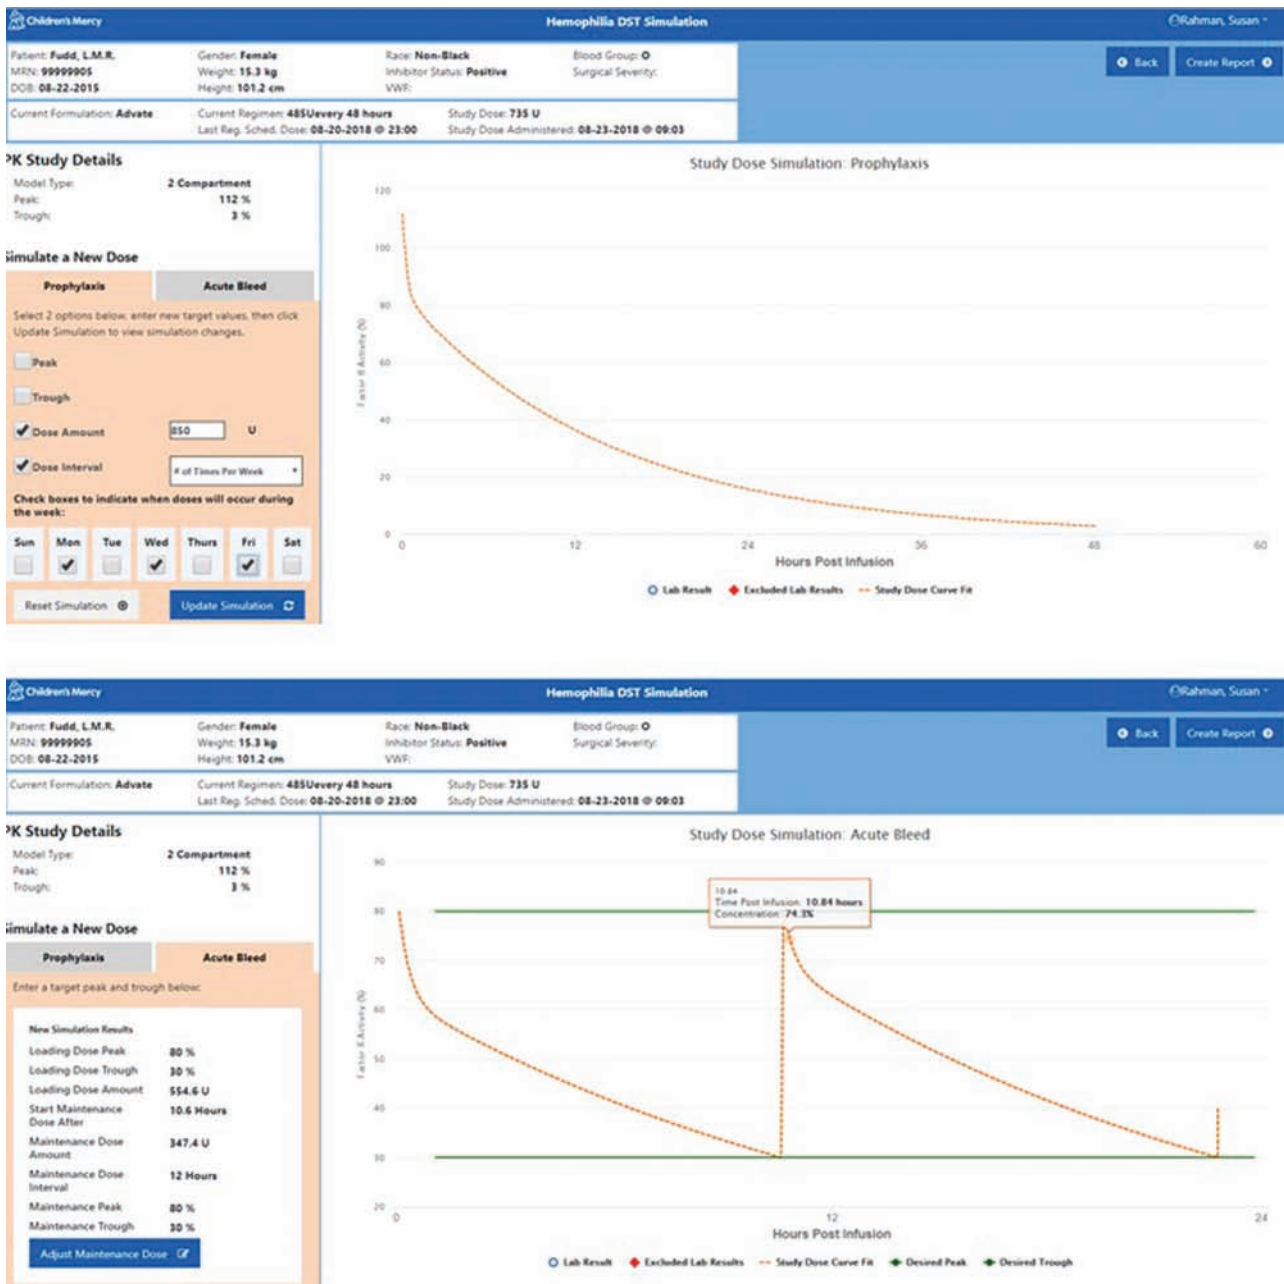 Children's Mercy
Hemophilia DST Simulation
Rahman, Susan
Patient: Fudd, L.M.R.
Gender: Female
Race: Non-Black
Blood Group: O
MRN: 99999905
Weight: 15.3 kg
Inhibitor Status: Positive
Surgical Severity:
DOB: 08-22-2015
Height: 101.2 cm
VWF:
Back
Create Report
Current Formulation: Advate
Current Regimen: 485Uevery 48 hours
Study Dose: 735 U
Last Reg. Sched. Dose: 08-20-2018 @ 23:00
Study Dose Administered: 08-23-2018 @ 09:03
PK Study Details
Model Type: 2 Compartment
Peak: 112 %
Trough: 3 %
Simulate a New Dose
Prophylaxis
Acute Bleed
Select 2 options below, enter new target values, then click
Update Simulation to view simulation changes.
Peak
Trough
Dose Amount 850 U
Dose Interval # of Times Per Week
Check boxes to indicate when doses will occur during
the week:
Sun Mon Tue Wed Thurs Fri Sat
Reset Simulation
Update Simulation
Study Dose Simulation: Prophylaxis
120
100
80
60
40
20
0
Factor 8 Activity (%)
0 12 24 36 48 60
Hours Post Infusion
Lab Result Excluded Lab Results Study Dose Curve Fit
Children's Mercy
Hemophilia DST Simulation
Rahman, Susan
Patient: Fudd, L.M.R.
Gender: Female
Race: Non-Black
Blood Group: O
MRN: 99999905
Weight: 15.3 kg
Inhibitor Status: Positive
Surgical Severity:
DOB: 08-22-2015
Height: 101.2 cm
VWF:
Back
Create Report
Current Formulation: Advate
Current Regimen: 485Uevery 48 hours
Study Dose: 735 U
Last Reg. Sched. Dose: 08-20-2018 @ 23:00
Study Dose Administered: 08-23-2018 @ 09:03
PK Study Details
Model Type: 2 Compartment
Peak: 112 %
Trough: 3 %
Simulate a New Dose
Prophylaxis
Acute Bleed
Enter a target peak and trough below:
New Simulation Results
Loading Dose Peak 80 %
Loading Dose Trough 30 %
Loading Dose Amount 554.6 U
Start Maintenance 10.6 Hours
Dose After
Maintenance Dose 347.4 U
Amount
Maintenance Dose 12 Hours
Interval
Maintenance Peak 80 %
Maintenance Trough 30 %
Adjust Maintenance Dose
Study Dose Simulation: Acute Bleed
90
80
70
60
50
40
30
20
Factor 8 Activity (%)
10.84
Time Post Infusion: 10.84 hours
Concentration: 74.3%
0 12 24
Hours Post Infusion
Lab Result Excluded Lab Results Study Dose Curve Fit Desired Peak Desired Trough